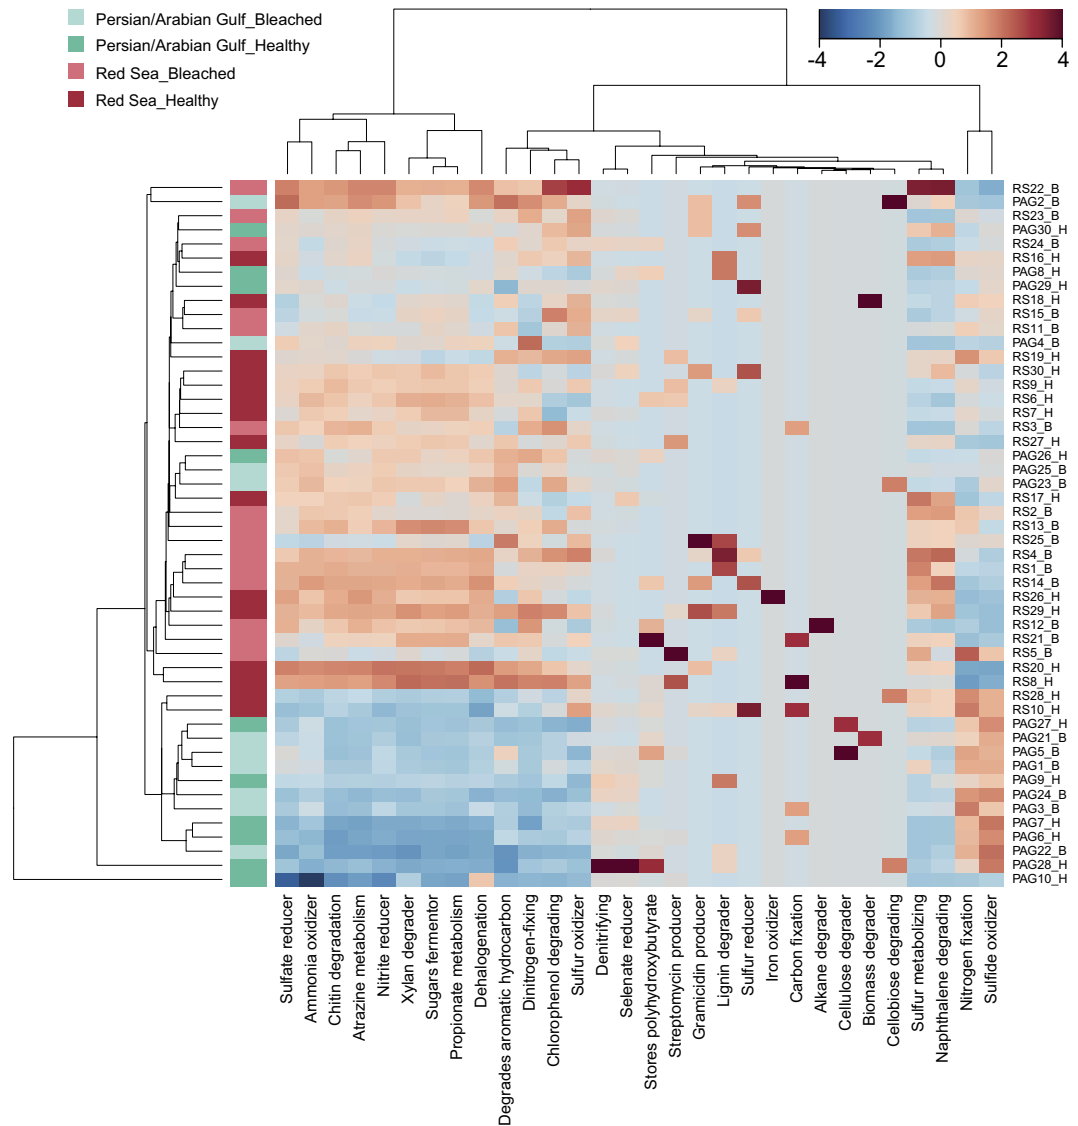 Persian/Arabian Gulf_Bleached
Persian/Arabian Gulf_Healthy
Red Sea_Bleached
Red Sea_Healthy
-4 -2 0 2 4
RS22_B
PAG2_B
RS23_B
PAG30_H
RS24_B
RS16_H
PAG8_H
PAG29_H
RS18_H
RS15_B
RS11_B
PAG4_B
RS19_H
RS30_H
RS9_H
RS6_H
RS7_H
RS3_B
RS27_H
PAG26_H
PAG25_B
PAG23_B
RS17_H
RS2_B
RS13_B
RS25_B
RS4_B
RS1_B
RS14_B
RS26_H
RS29_H
RS12_B
RS21_B
RS5_B
RS20_H
RS8_H
RS28_H
RS10_H
PAG27_H
PAG21_B
PAG5_B
PAG1_B
PAG9_H
PAG24_B
PAG3_B
PAG7_H
PAG6_H
PAG22_B
PAG28_H
PAG10_H
Sulfate reducer
Ammonia oxidizer
Chitin degradation
Atrazine metabolism
Nitrite reducer
Xylan degrader
Sugars fermentor
Propionate metabolism
Dehalogenation
Degrades aromatic hydrocarbon
Dinitrogen-fixing
Chlorophenol degrading
Sulfur oxidizer
Denitrifying
Selenate reducer
Stores polyhydroxybutyrate
Streptomycin producer
Gramicidin producer
Lignin degrader
Sulfur reducer
Iron oxidizer
Carbon fixation
Alkane degrader
Cellulose degrader
Biomass degrader
Cellobiose degrading
Sulfur metabolizing
Naphthalene degrading
Nitrogen fixation
Sulfide oxidizer